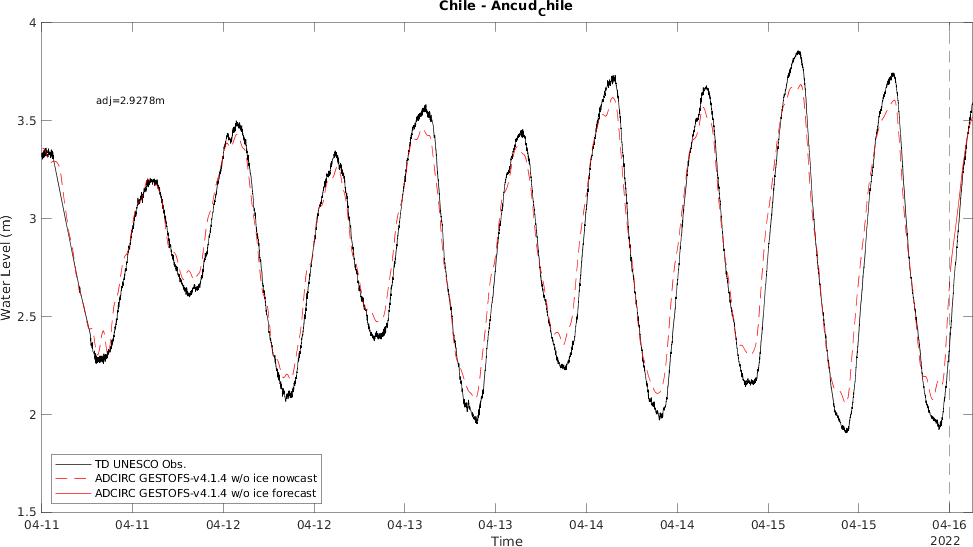 Chile - AncudChile
4
adj=2.9278m
3.5
3
Water Level (m)
2.5
2
TD UNESCO Obs.
ADCIRC GESTOFS-v4.1.4 w/o ice nowcast
ADCIRC GESTOFS-v4.1.4 w/o ice forecast
1.5
04-11 04-11 04-12 04-12 04-13 04-13 04-14 04-14 04-15 04-15 04-16
Time 2022